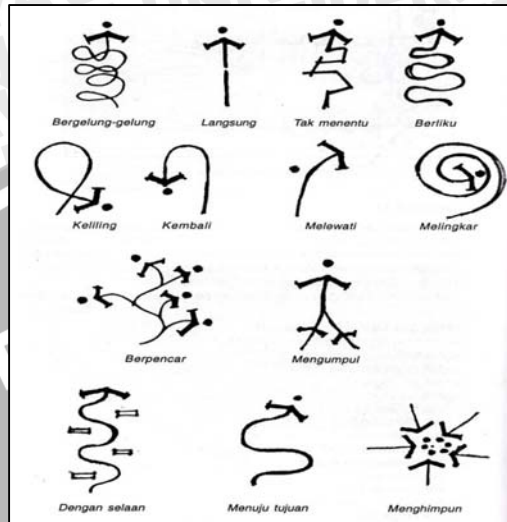 Bergelung-gelung Langsung Tak menentu Berliku
Keliling Kembali Melewati Melingkar
Berpencar Mengumpul
Dengan selaan Menuju tujuan Menghimpun